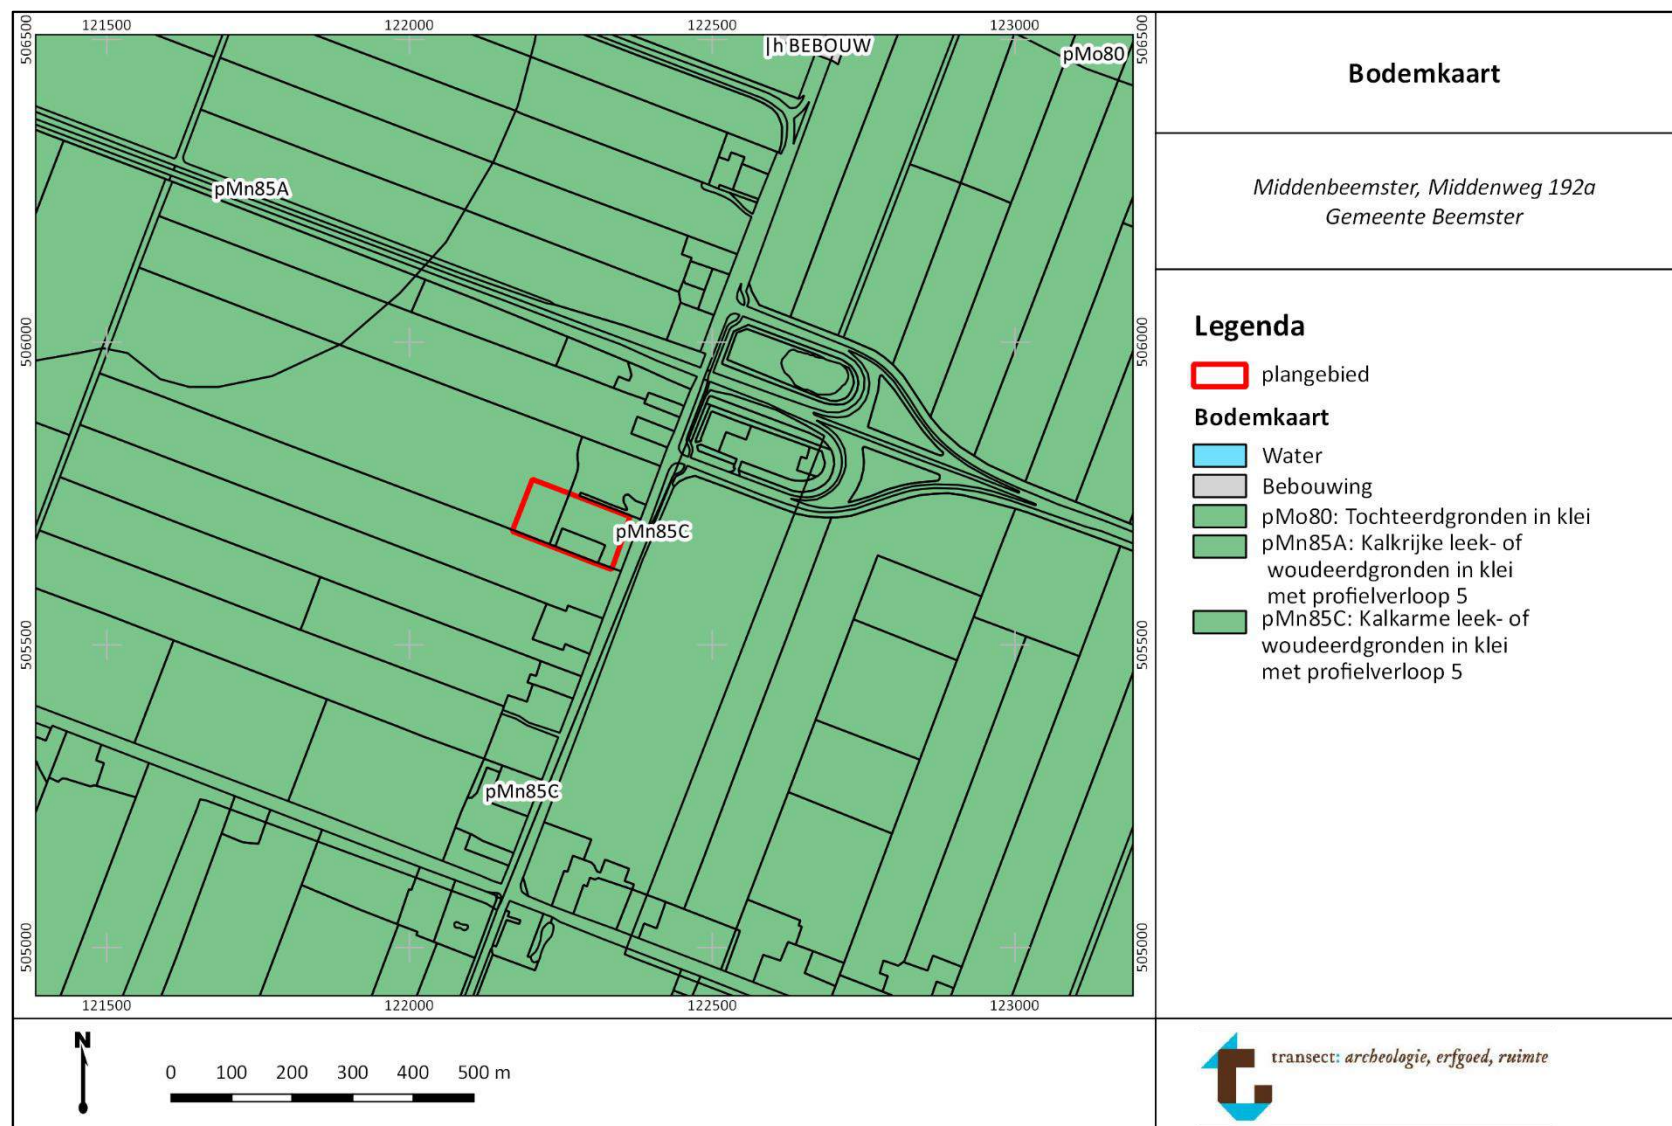 121500 122000 122500 123000
506500 506500
|h BEBOUW
pMo80
pMn85A
506000 506000
pMn85C
505500 505500
pMn85C
505000 505000
121500 122000 122500 123000
Bodemkaart
Middenbeemster, Middenweg 192a
Gemeente Beemster
Legenda
plangebied
Bodemkaart
Water
Bebouwing
pMo80: Tochteerdgronden in klei
pMn85A: Kalkrijke leek- of
woudeerdgronden in klei
met profielverloop 5
pMn85C: Kalkarme leek- of
woudeerdgronden in klei
met profielverloop 5
N
0 100 200 300 400 500 m
transect: archeologie, erfgoed, ruimte